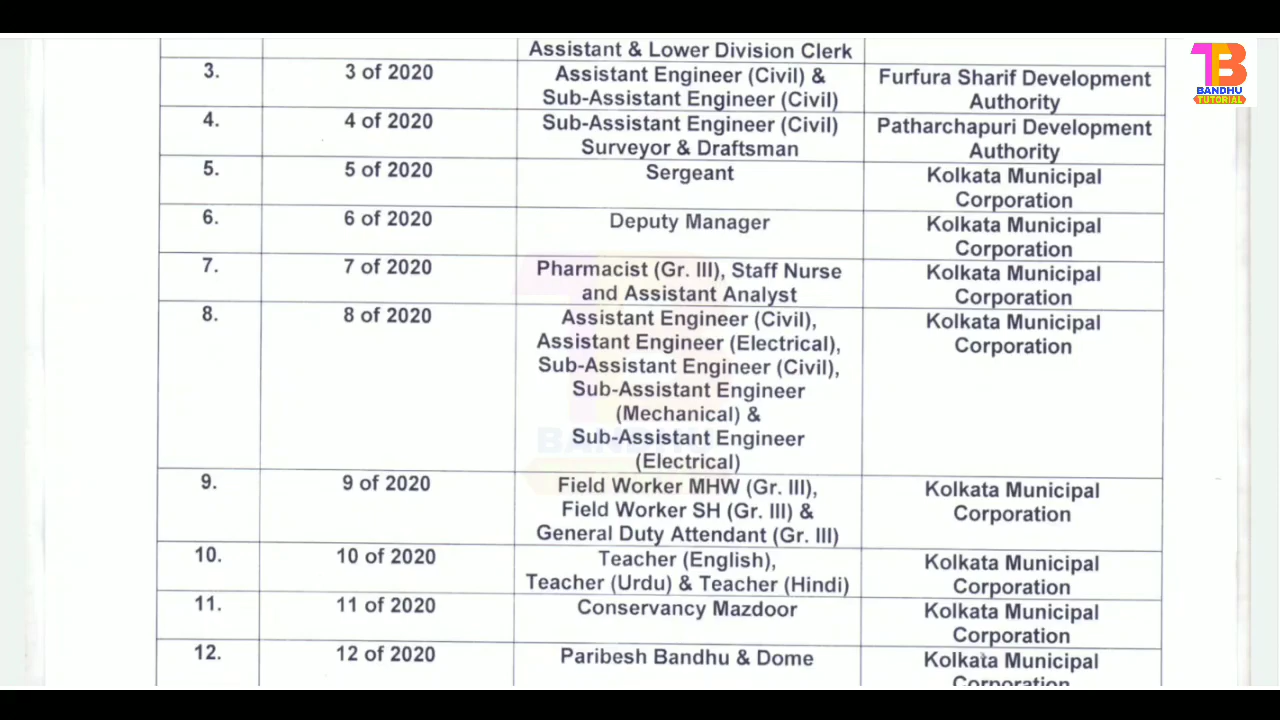 Assistant & Lower Division Clerk
3. 3 of 2020 Assistant Engineer (Civil) & Furfura Sharif Development
Sub-Assistant Engineer (Civil) Authority
4. 4 of 2020 Sub-Assistant Engineer (Civil) Patharchapuri Development
Surveyor & Draftsman Authority
5. 5 of 2020 Sergeant Kolkata Municipal
Corporation
6. 6 of 2020 Deputy Manager Kolkata Municipal
Corporation
7. 7 of 2020 Pharmacist (Gr. III), Staff Nurse Kolkata Municipal
and Assistant Analyst Corporation
8. 8 of 2020 Assistant Engineer (Civil), Kolkata Municipal
Assistant Engineer (Electrical), Corporation
Sub-Assistant Engineer (Civil),
Sub-Assistant Engineer
(Mechanical) &
Sub-Assistant Engineer
(Electrical)
9. 9 of 2020 Field Worker MHW (Gr. III), Kolkata Municipal
Field Worker SH (Gr. III) & Corporation
General Duty Attendant (Gr. III)
10. 10 of 2020 Teacher (English), Kolkata Municipal
Teacher (Urdu) & Teacher (Hindi) Corporation
11. 11 of 2020 Conservancy Mazdoor Kolkata Municipal
Corporation
12. 12 of 2020 Paribesh Bandhu & Dome Kolkata Municipal
Corporation
TB
BANDHU
TUTORIAL
BANDHU